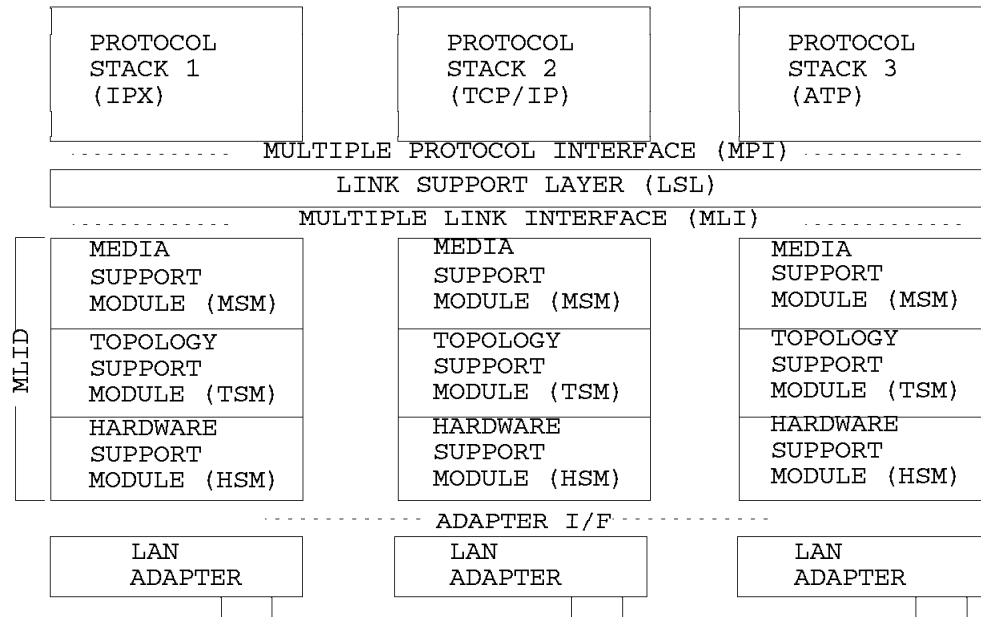 PROTOCOL
STACK 1
(IPX)
PROTOCOL
STACK 2
(TCP/IP)
PROTOCOL
STACK 3
(ATP)
MULTIPLE PROTOCOL INTERFACE (MPI)
LINK SUPPORT LAYER (LSL)
MULTIPLE LINK INTERFACE (MLI)
MLID
MEDIA
SUPPORT
MODULE (MSM)
TOPOLOGY
SUPPORT
MODULE (TSM)
HARDWARE
SUPPORT
MODULE (HSM)
MEDIA
SUPPORT
MODULE (MSM)
TOPOLOGY
SUPPORT
MODULE (TSM)
HARDWARE
SUPPORT
MODULE (HSM)
MEDIA
SUPPORT
MODULE (MSM)
TOPOLOGY
SUPPORT
MODULE (TSM)
HARDWARE
SUPPORT
MODULE (HSM)
ADAPTER I/F
LAN
ADAPTER
LAN
ADAPTER
LAN
ADAPTER